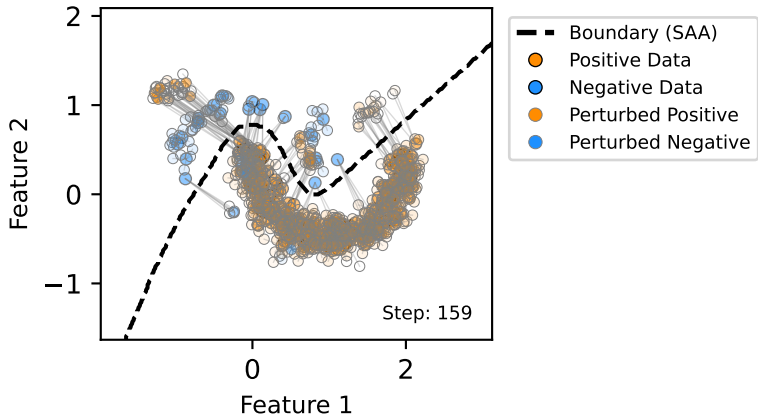 2
1
0
−1
Feature 2
0
2
Feature 1
Step: 159
Boundary (SAA)
Positive Data
Negative Data
Perturbed Positive
Perturbed Negative